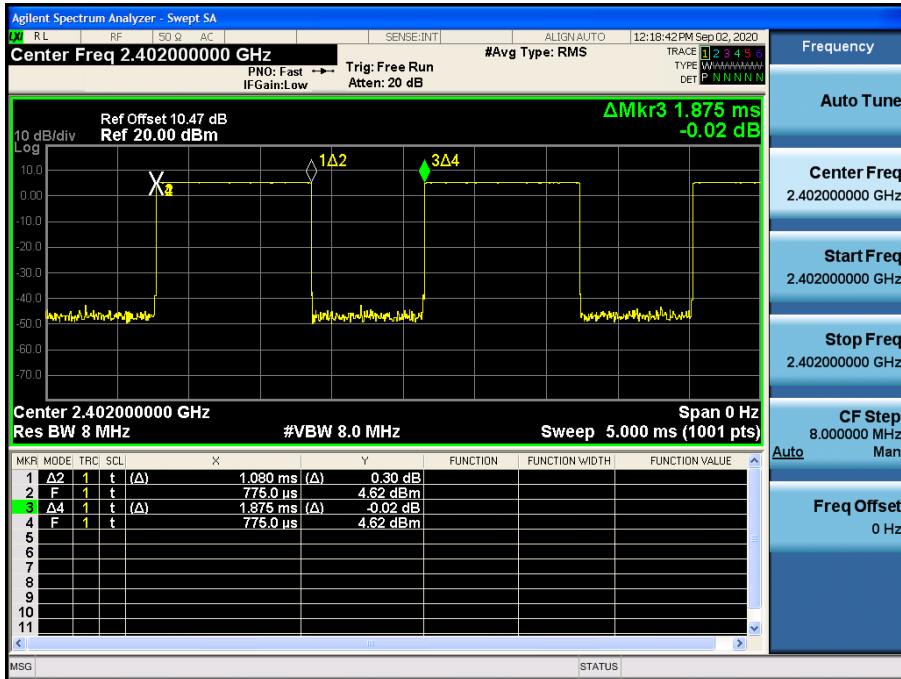 Agilent Spectrum Analyzer - Swept SA
LXI RL RF 50 Ω AC SENSE:INT ALIGN AUTO 12:18:42 PM Sep 02, 2020
Center Freq 2.402000000 GHz #Avg Type: RMS TRACE 1 2 3 4 5 6
PNO: Fast Trig: Free Run TYPE WWWWWW
IFGain:Low Atten: 20 dB DET P N N N N N
Frequency
Auto Tune
Center Freq
2.402000000 GHz
Start Freq
2.402000000 GHz
Stop Freq
2.402000000 GHz
CF Step
8.000000 MHz
Auto Man
Freq Offset
0 Hz
ΔMkr3 1.875 ms
-0.02 dB
Ref Offset 10.47 dB
10 dB/div Ref 20.00 dBm
Log
10.0
0.00
-10.0
-20.0
-30.0
-40.0
-50.0
-60.0
-70.0
1Δ2
3Δ4
Center 2.402000000 GHz Span 0 Hz
Res BW 8 MHz #VBW 8.0 MHz Sweep 5.000 ms (1001 pts)
MKR MODE TRC SCL X Y FUNCTION FUNCTION WIDTH FUNCTION VALUE
1 Δ2 1 t (Δ) 1.080 ms (Δ) 0.30 dB
2 F 1 t 775.0 µs 4.62 dBm
3 Δ4 1 t (Δ) 1.875 ms (Δ) -0.02 dB
4 F 1 t 775.0 µs 4.62 dBm
5
6
7
8
9
10
11
MSG STATUS